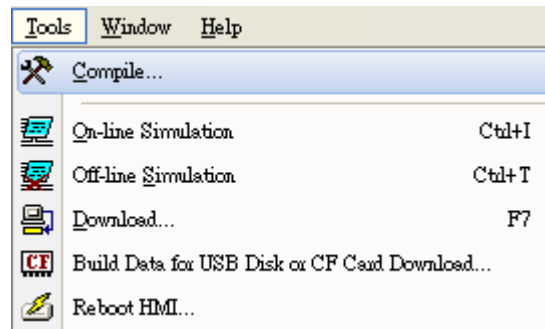 Tools Window Help
Compile...
On-line Simulation Ctrl+I
Off-line Simulation Ctrl+T
Download... F7
CF Build Data for USB Disk or CF Card Download...
Reboot HMI...